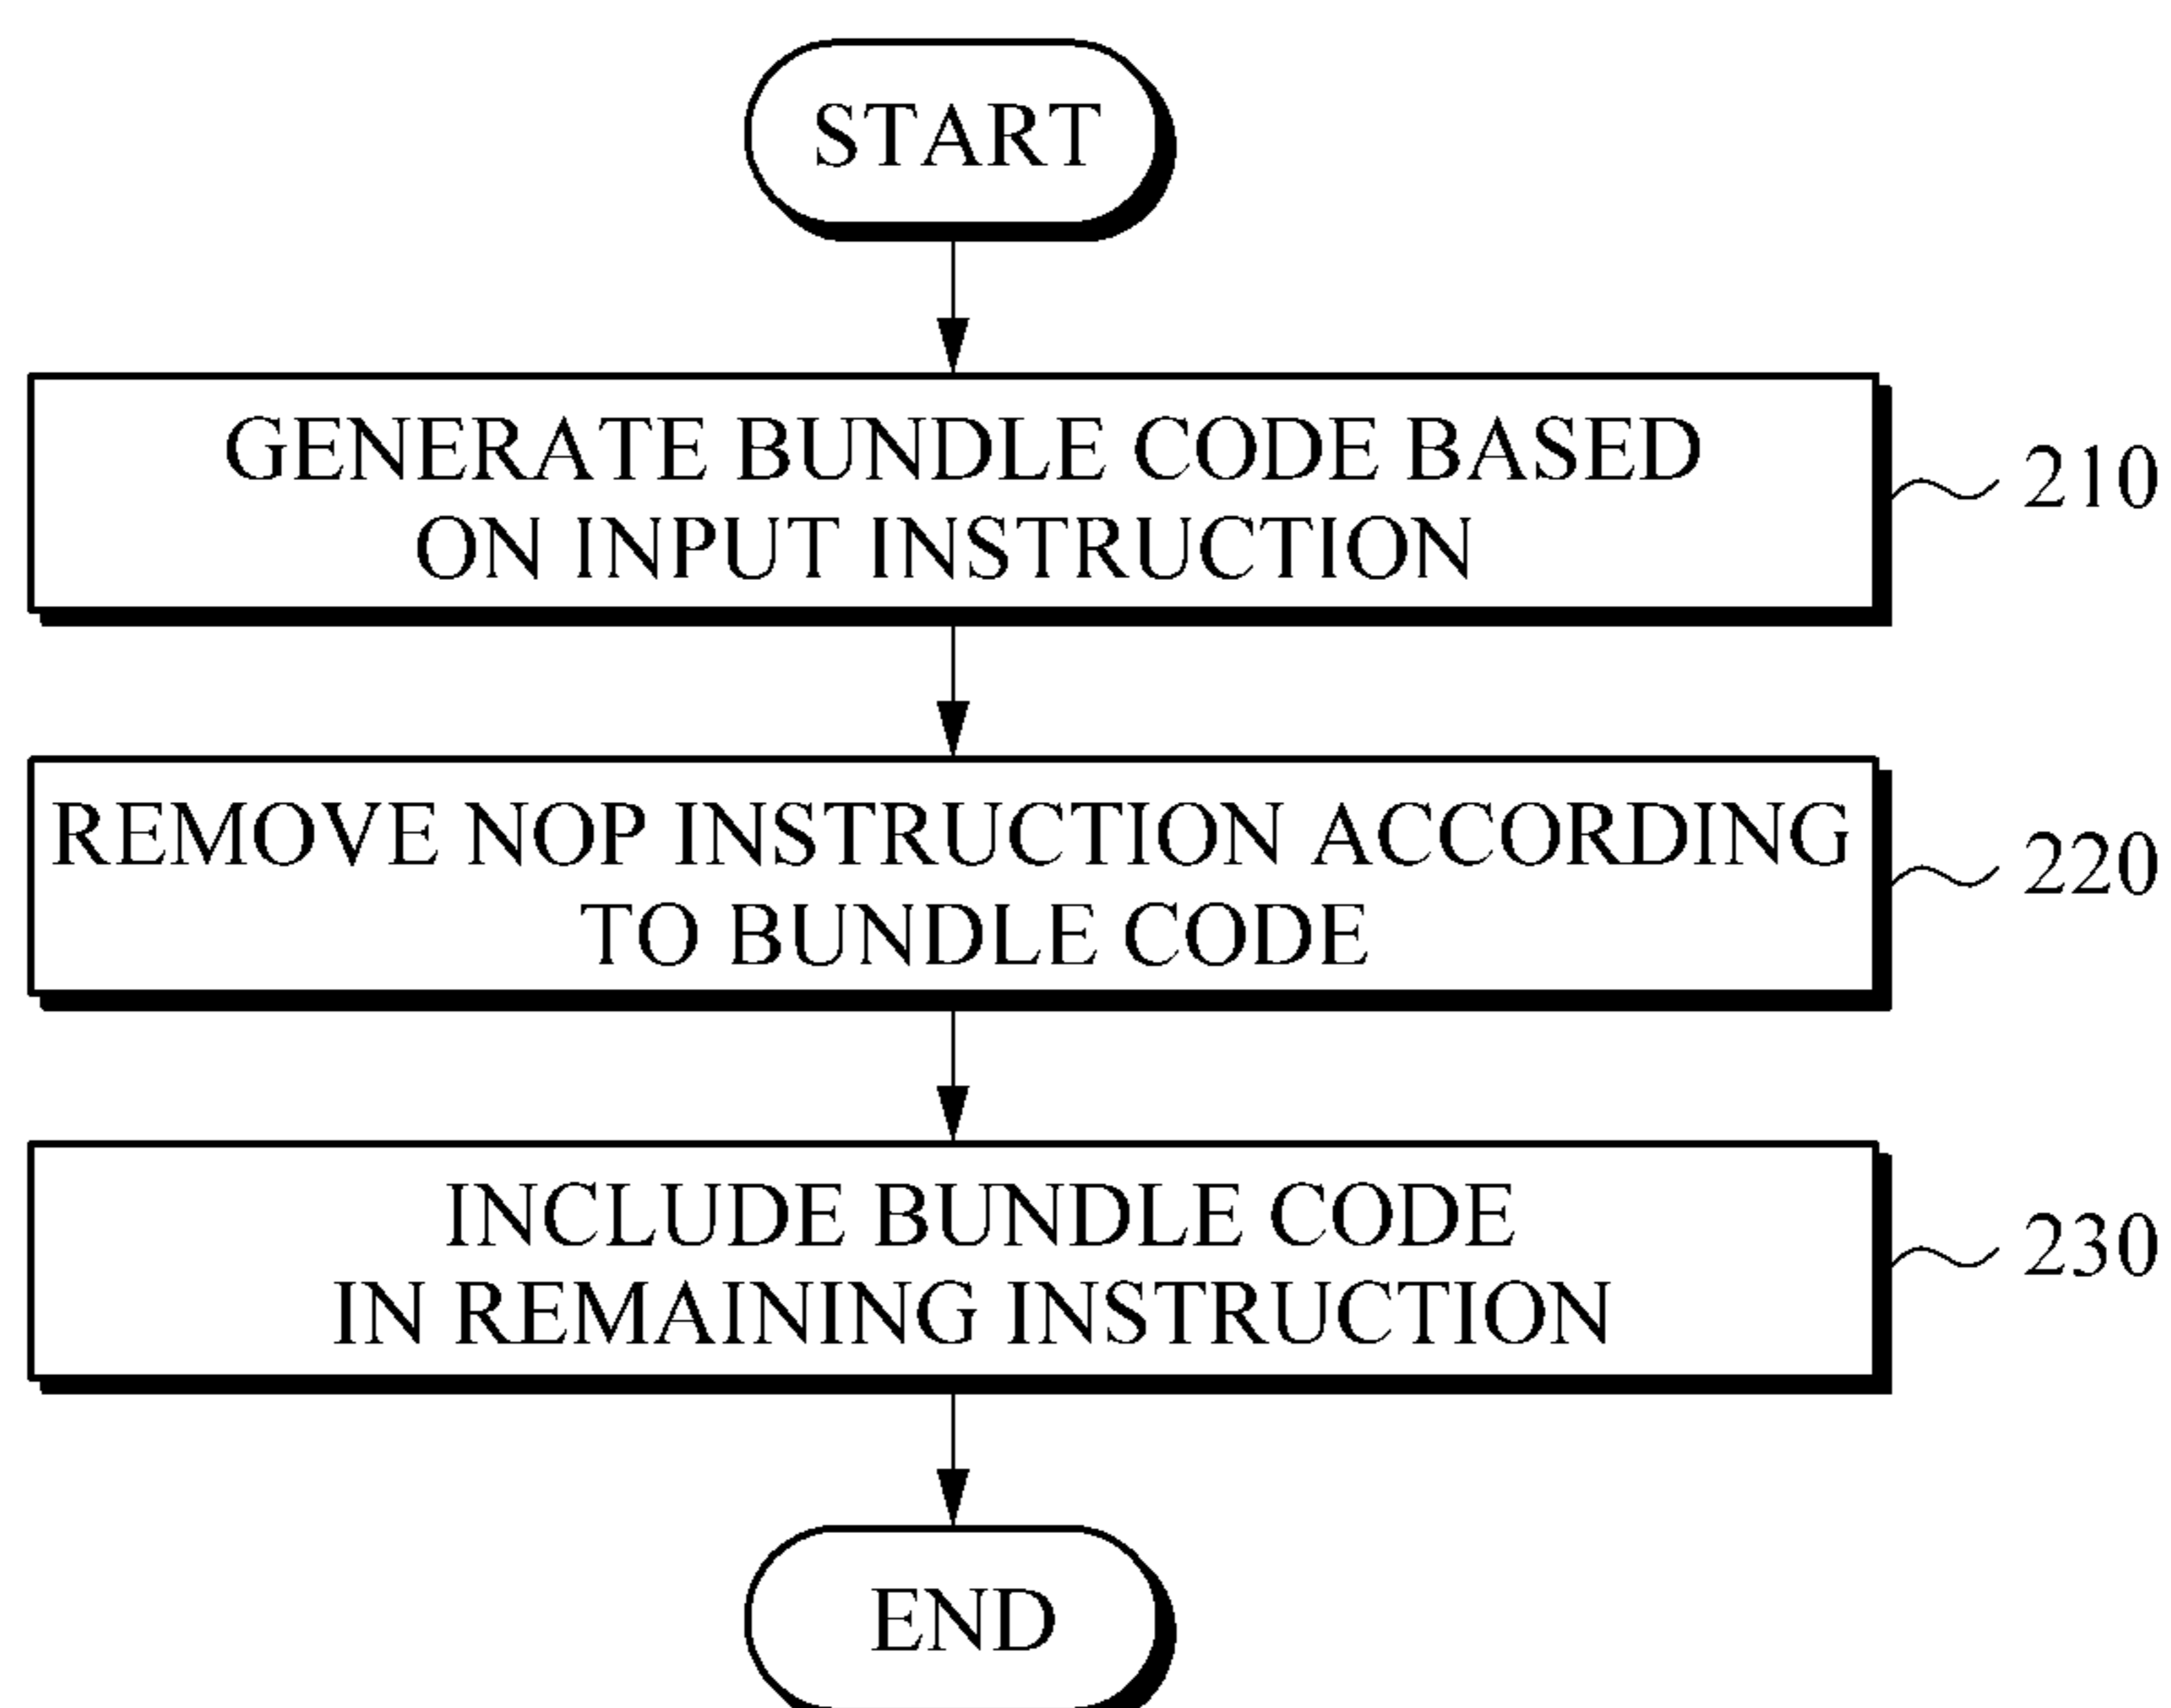 START
GENERATE BUNDLE CODE BASED
ON INPUT INSTRUCTION
210
REMOVE NOP INSTRUCTION ACCORDING
TO BUNDLE CODE
220
INCLUDE BUNDLE CODE
IN REMAINING INSTRUCTION
230
END